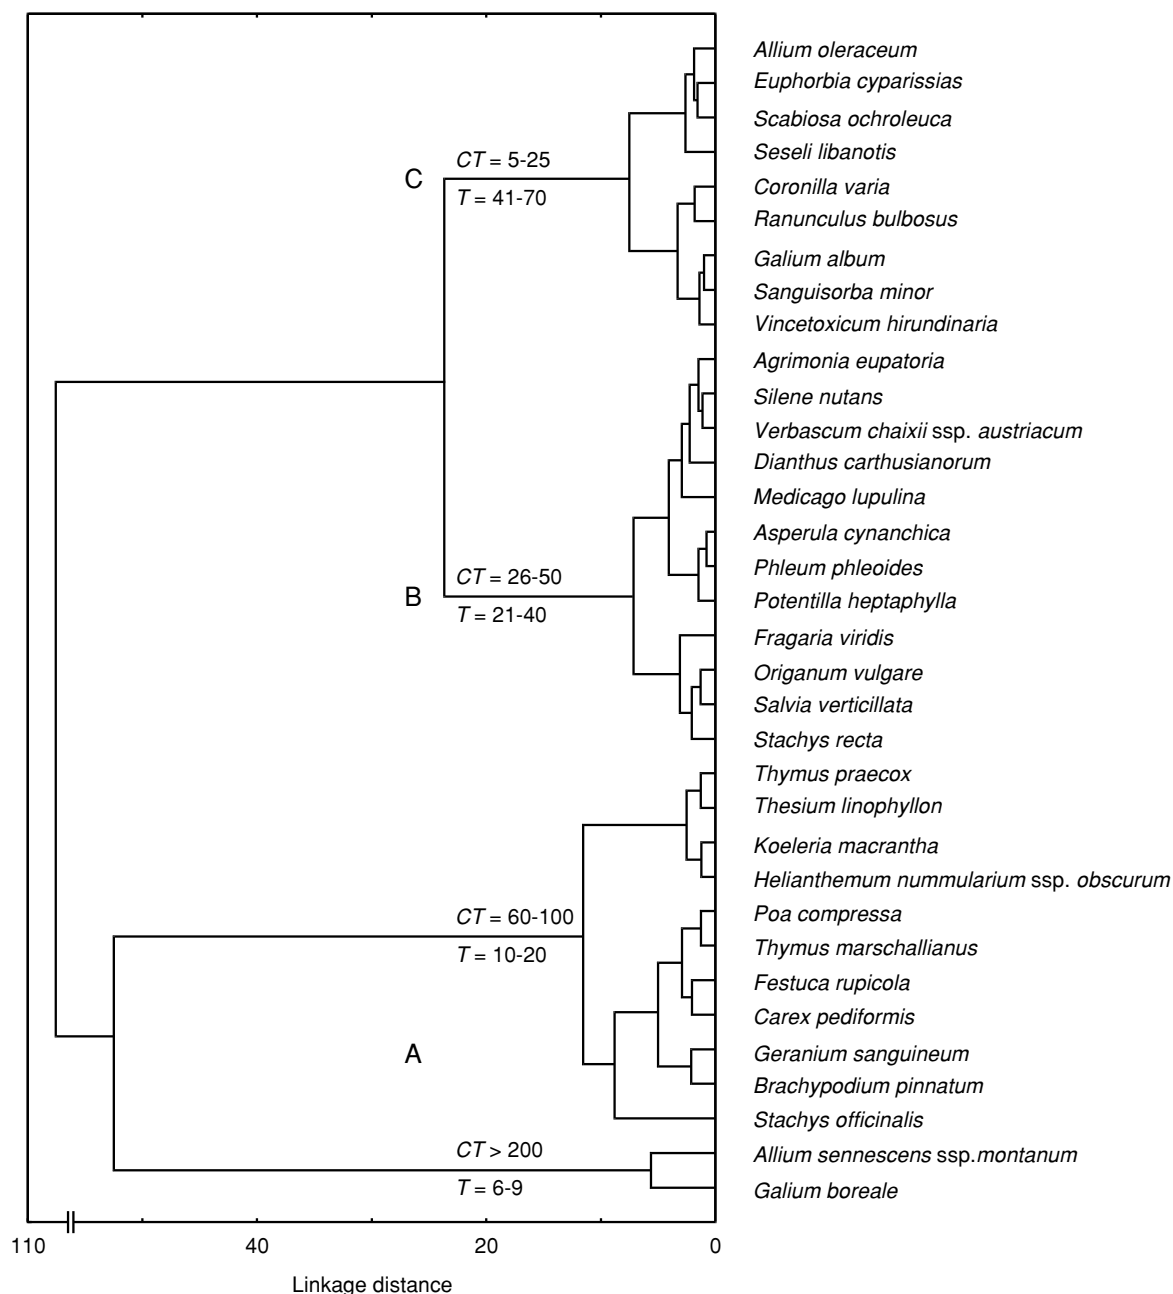 Allium oleraceum
Euphorbia cyparissias
Scabiosa ochroleuca
Seseli libanotis
CT = 5-25
C
T = 41-70
Coronilla varia
Ranunculus bulbosus
Galium album
Sanguisorba minor
Vincetoxicum hirundinaria
Agrimonia eupatoria
Silene nutans
Verbascum chaixii ssp. austriacum
Dianthus carthusianorum
Medicago lupulina
Asperula cynanchica
Phleum phleoides
CT = 26-50
B
T = 21-40
Potentilla heptaphylla
Fragaria viridis
Origanum vulgare
Salvia verticillata
Stachys recta
Thymus praecox
Thesium linophyllon
Koeleria macrantha
Helianthemum nummularium ssp. obscurum
Poa compressa
CT = 60-100
T = 10-20
Thymus marschallianus
Festuca rupicola
Carex pediformis
A
Geranium sanguineum
Brachypodium pinnatum
Stachys officinalis
CT > 200
T = 6-9
Allium sennescens ssp.montanum
Galium boreale
110 40 20 0
Linkage distance